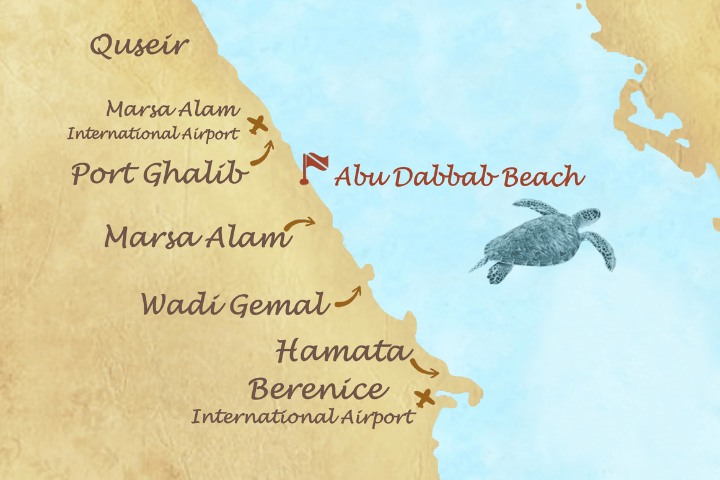 Quseir
Marsa Alam
International Airport
Port Ghalib
Abu Dabbab Beach
Marsa Alam
Wadi Gemal
Hamata
Berenice
International Airport